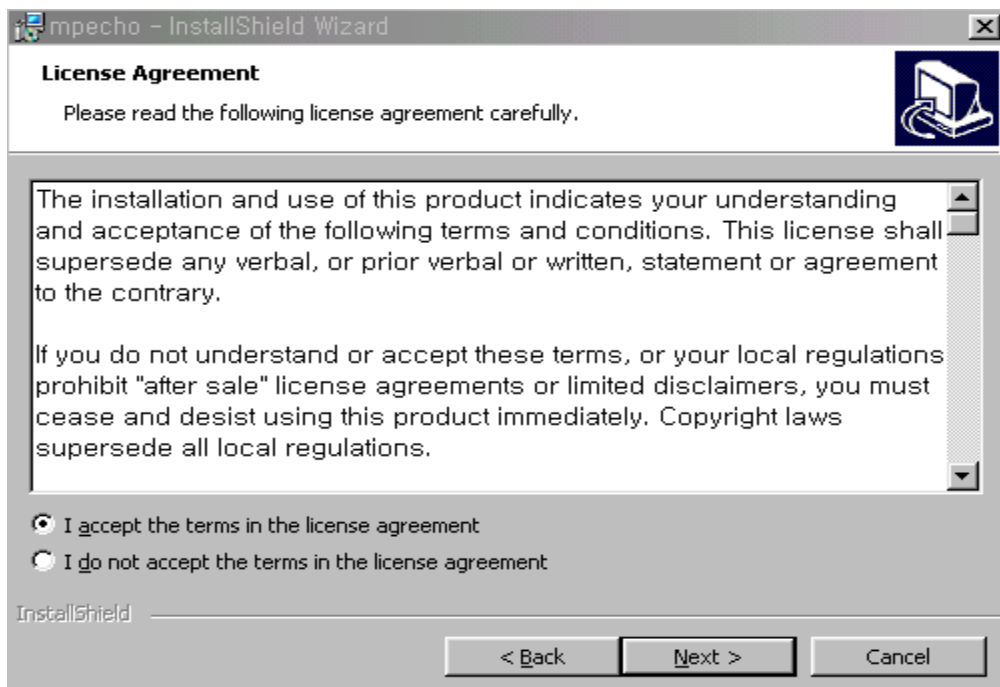 mpecho - InstallShield Wizard
License Agreement
Please read the following license agreement carefully.
The installation and use of this product indicates your understanding
and acceptance of the following terms and conditions. This license shall
supersede any verbal, or prior verbal or written, statement or agreement
to the contrary.
If you do not understand or accept these terms, or your local regulations
prohibit "after sale" license agreements or limited disclaimers, you must
cease and desist using this product immediately. Copyright laws
supersede all local regulations.
I accept the terms in the license agreement
I do not accept the terms in the license agreement
InstallShield
< Back Next > Cancel